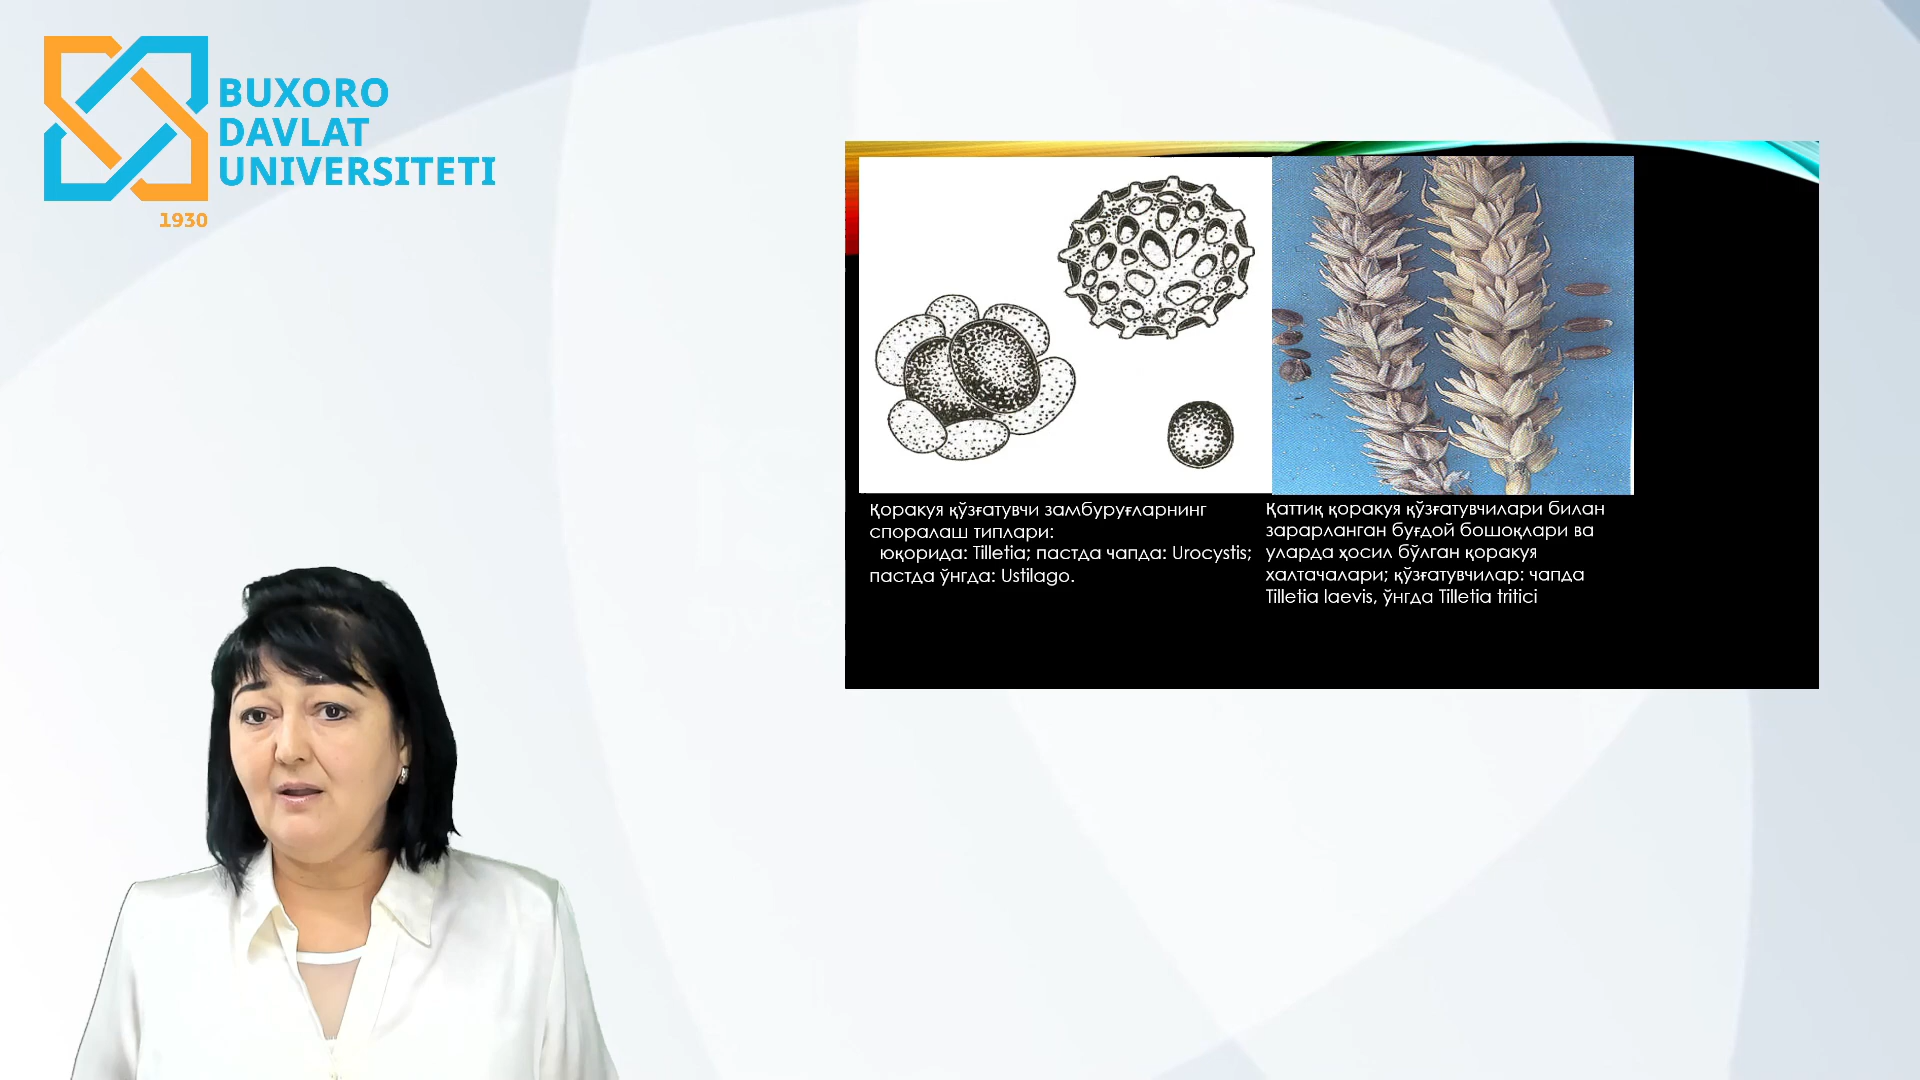 BUXORO
DAVLAT
UNIVERSITETI
1930
Қоракуя қўзғатувчи замбуруғларнинг
споралаш типлари:
юқорида: Tilletia; пастда чапда: Urocystis;
пастда ўнгда: Ustilago.
Қаттиқ қоракуя қўзғатувчилари билан
зарарланган буғдой бошоқлари ва
уларда ҳосил бўлган қоракуя
халтачалари; қўзғатувчилар: чапда
Tilletia laevis, ўнгда Tilletia tritici